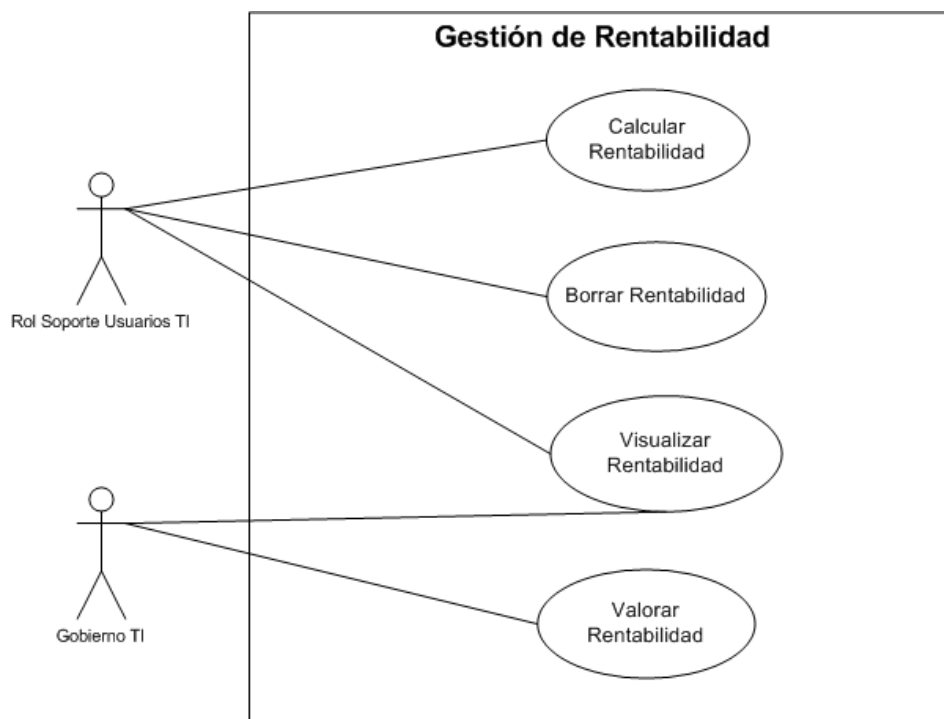 Gestión de Rentabilidad
Calcular
Rentabilidad
Borrar Rentabilidad
Rol Soporte Usuarios TI
Visualizar
Rentabilidad
Valorar
Rentabilidad
Gobierno TI